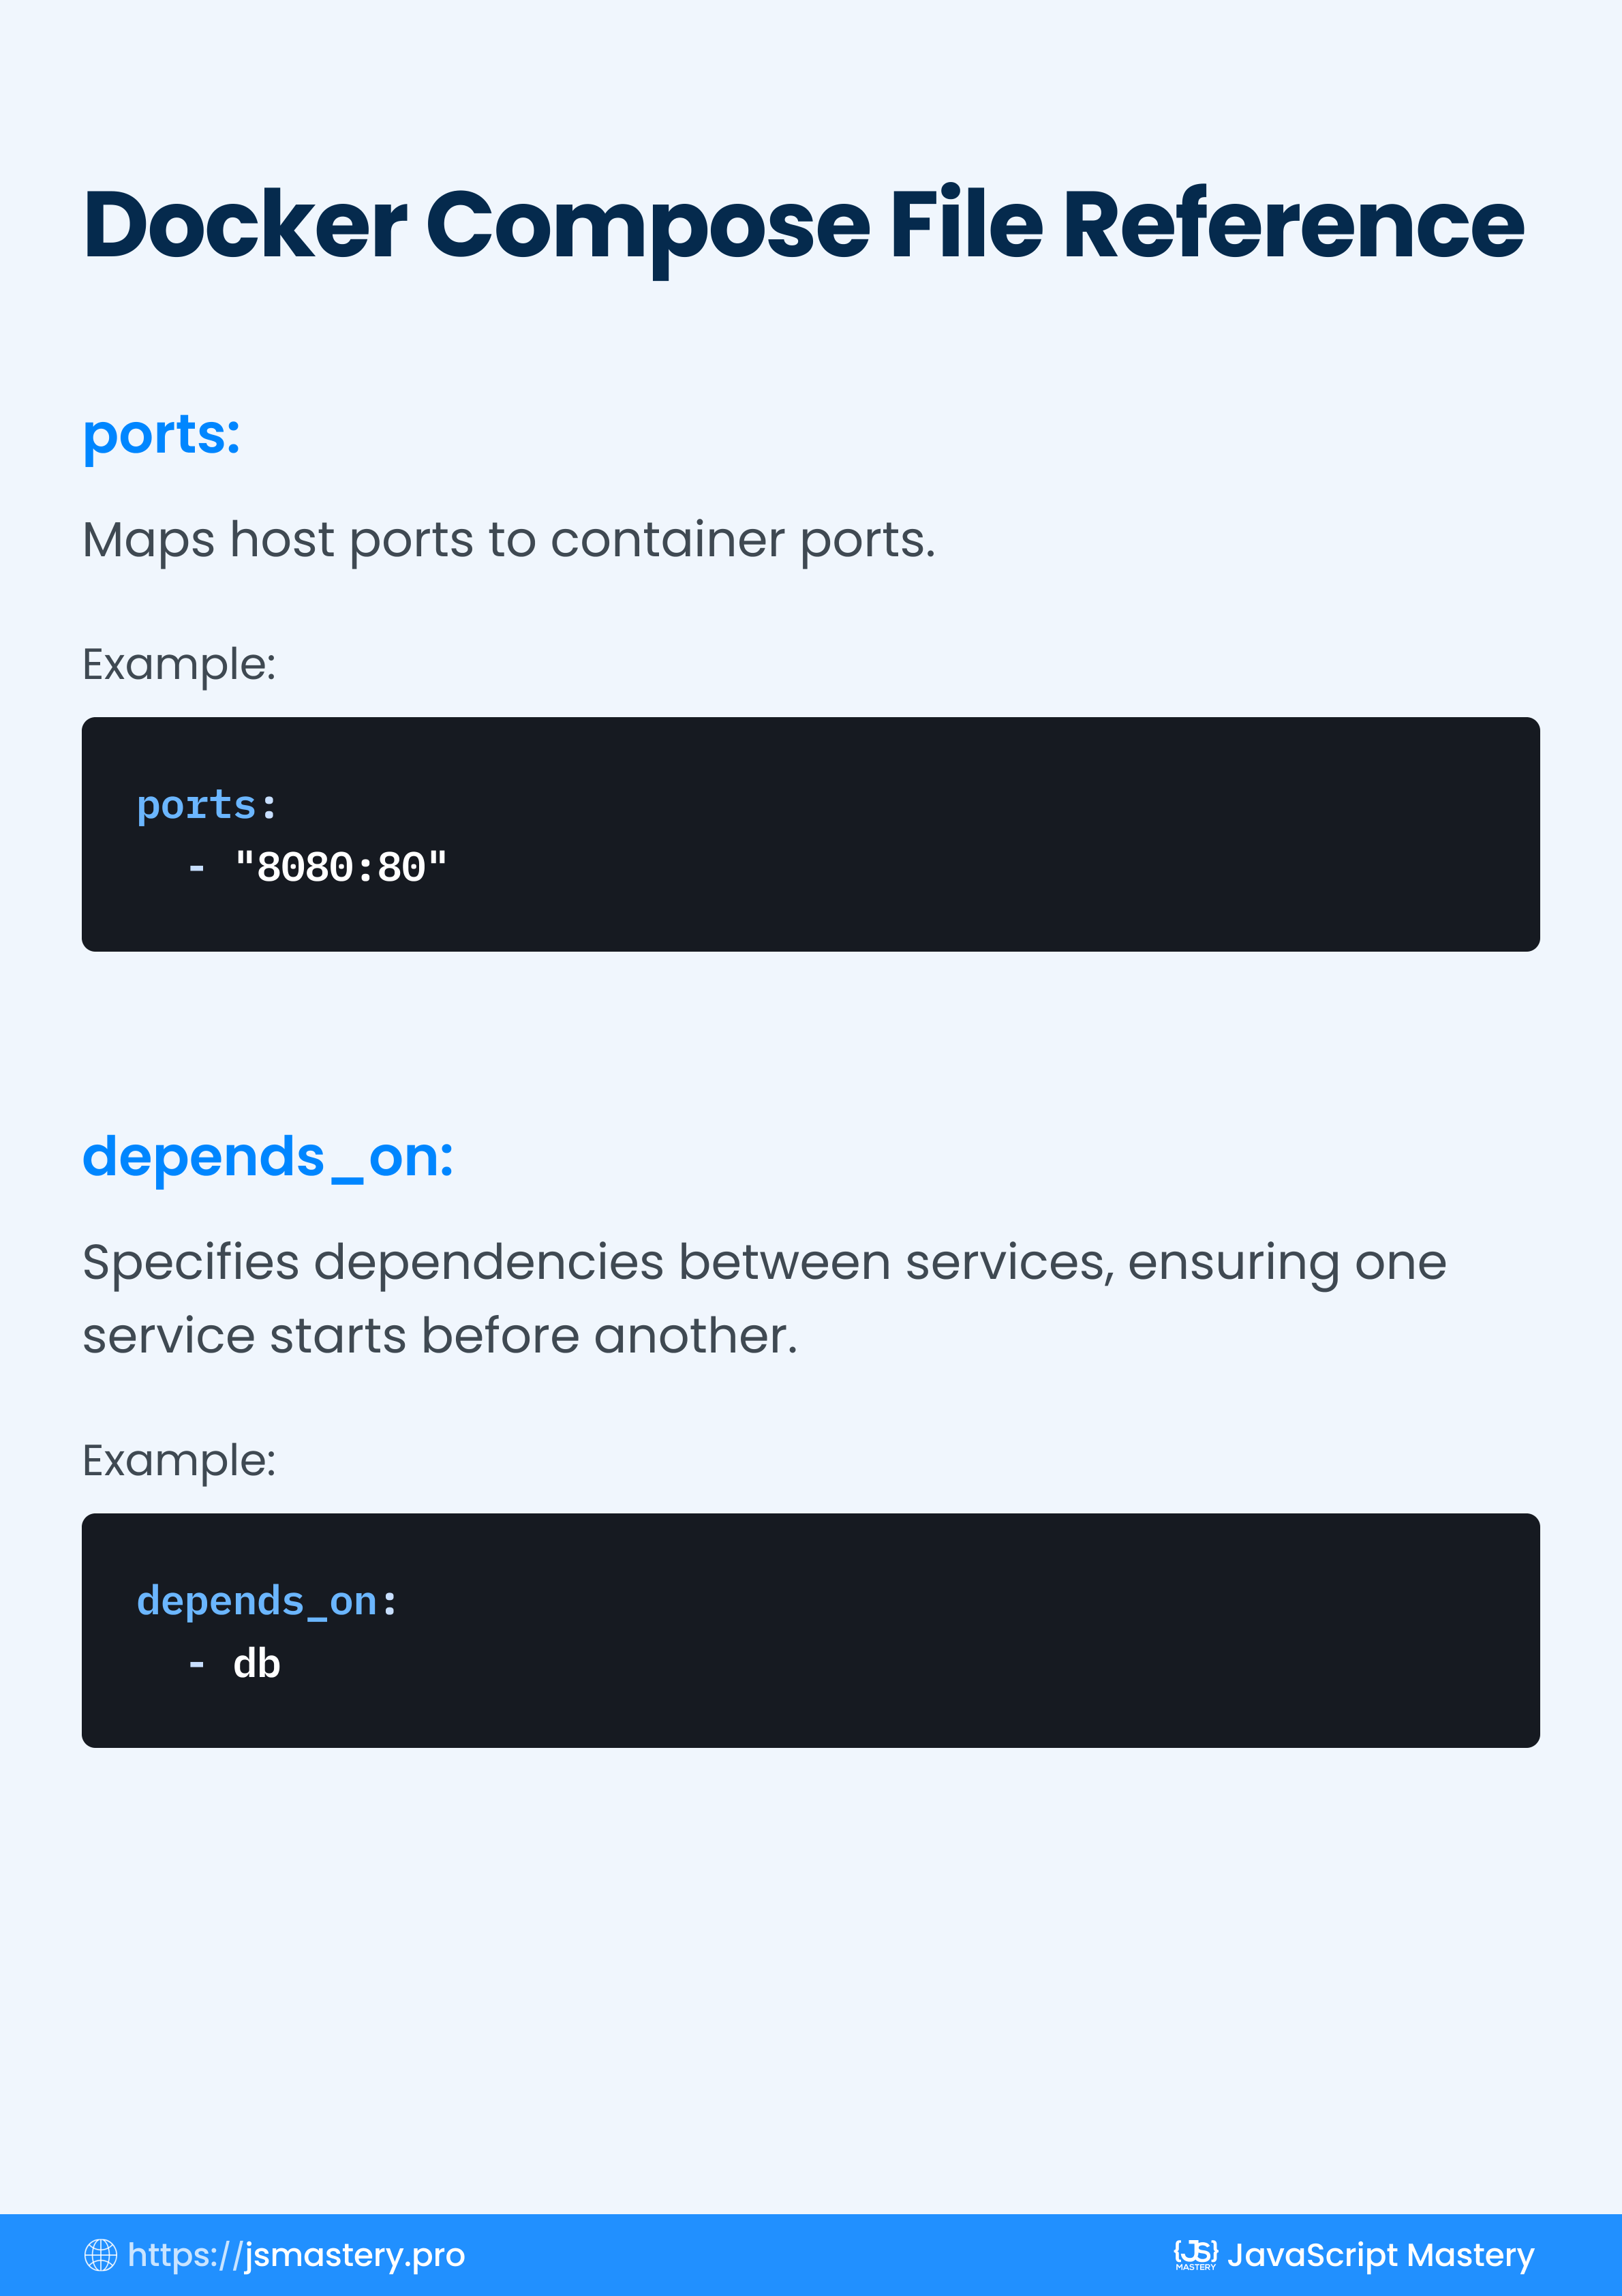 Docker Compose File Reference
ports:
Maps host ports to container ports.
Example:
ports:
  - "8080:80"
depends_on:
Specifies dependencies between services, ensuring one
service starts before another.
Example:
depends_on:
  - db
https://jsmastery.pro
{JS} MASTERY JavaScript Mastery